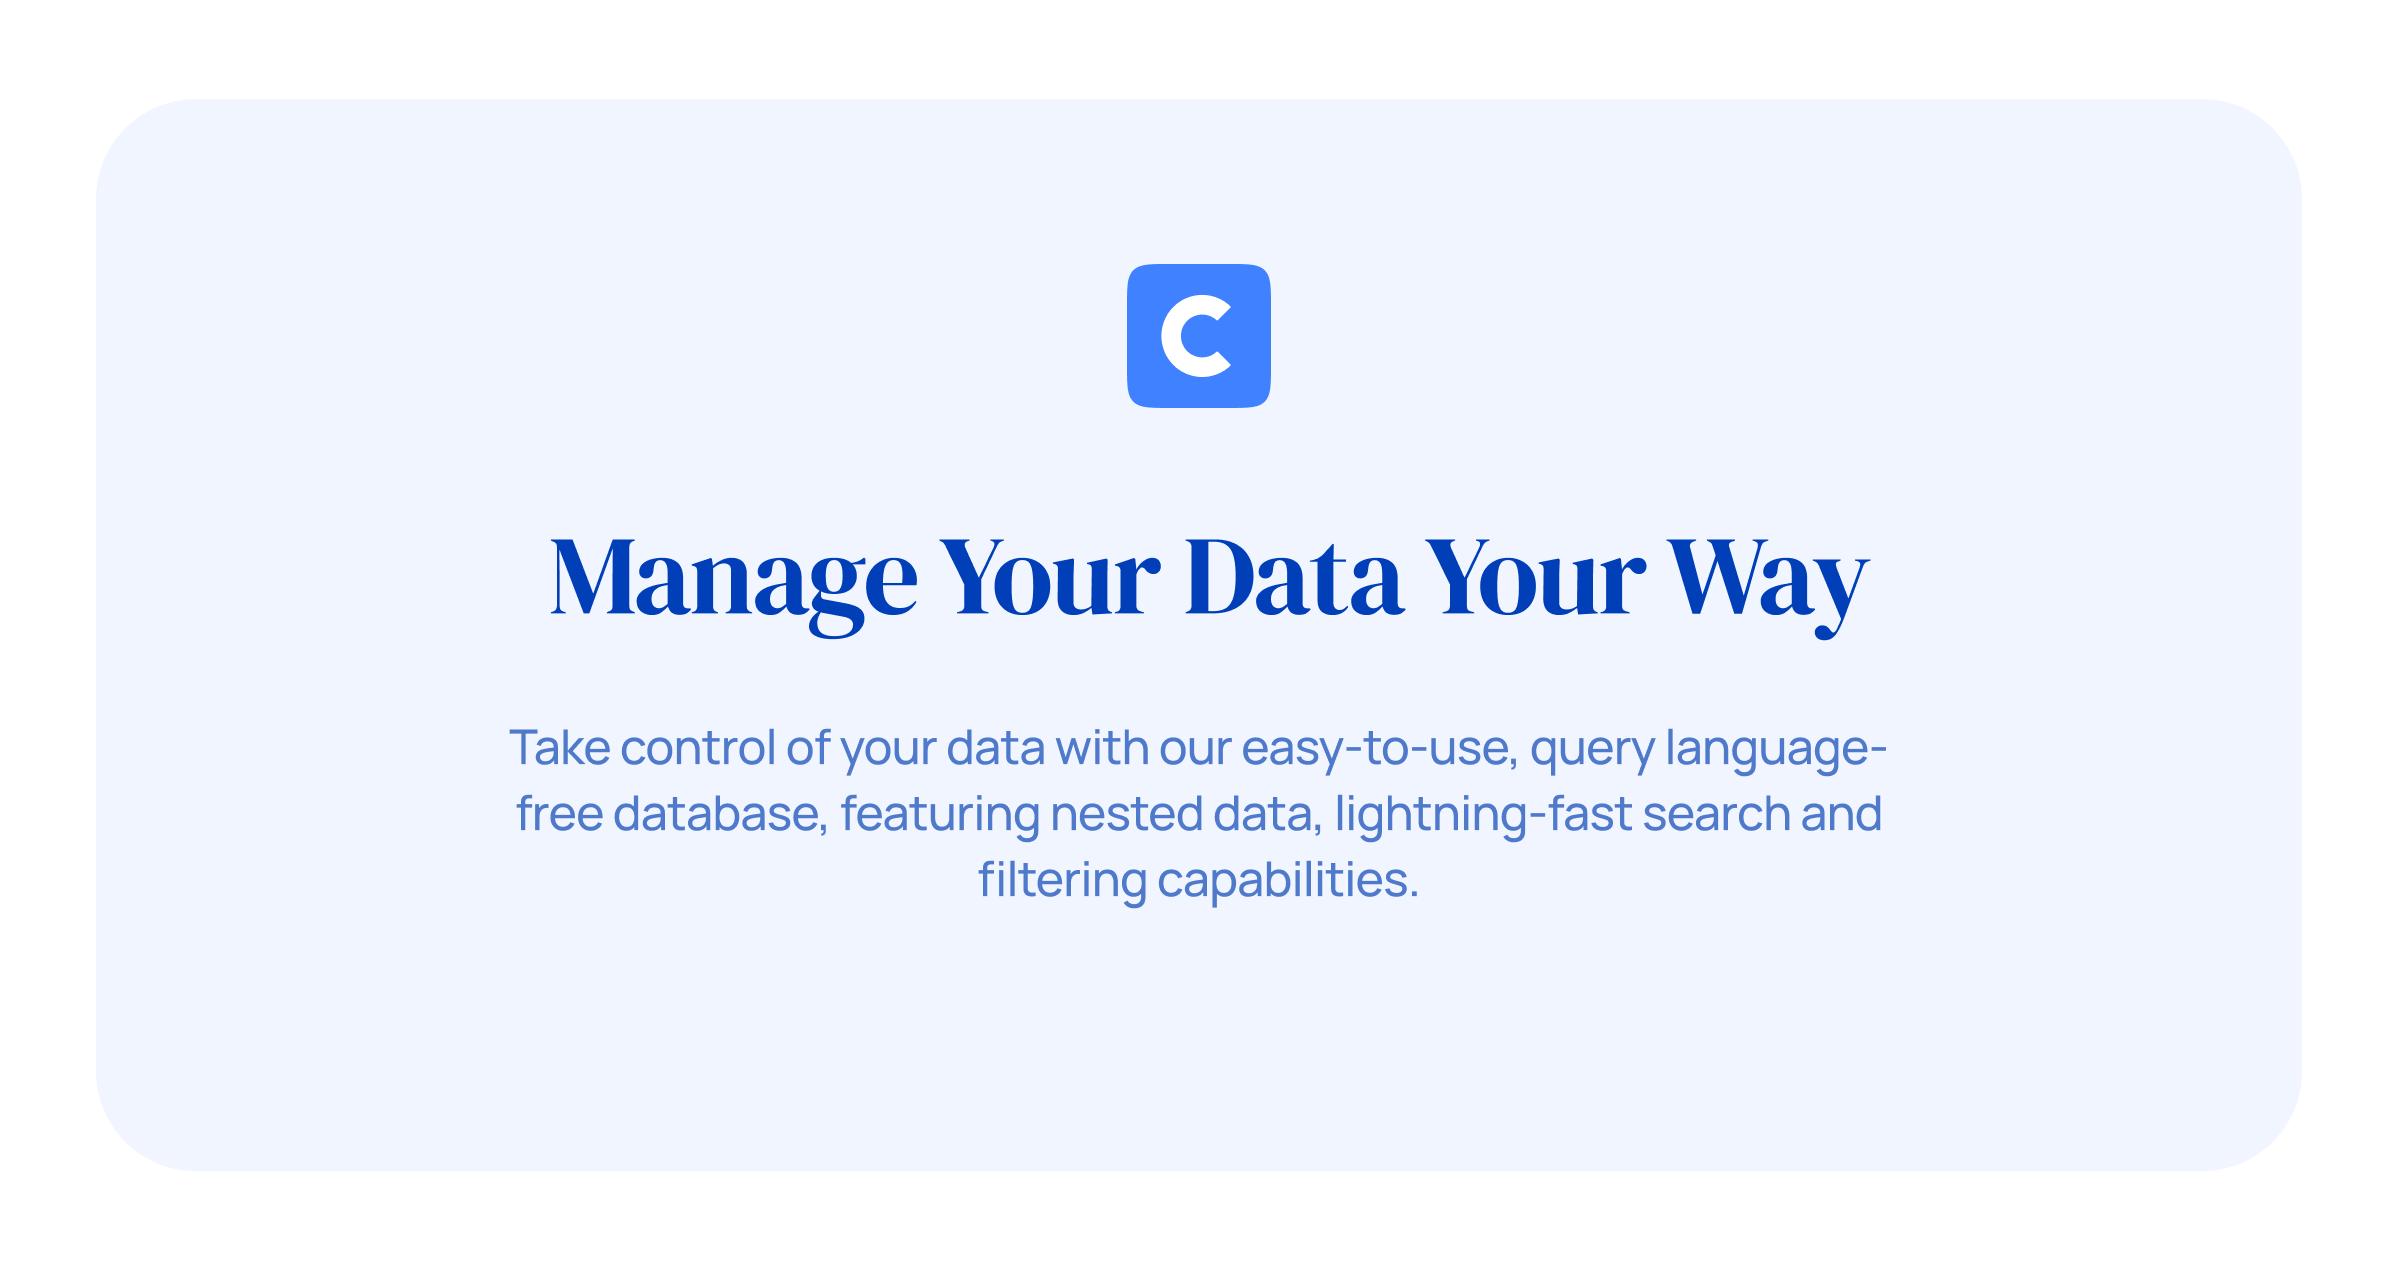 C
Manage Your Data Your Way
Take control of your data with our easy-to-use, query language-
free database, featuring nested data, lightning-fast search and
filtering capabilities.